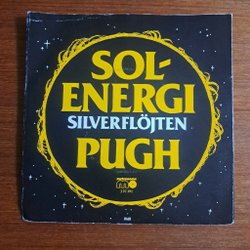 SOL-
ENERGI
SILVERFLÖJTEN
PUGH